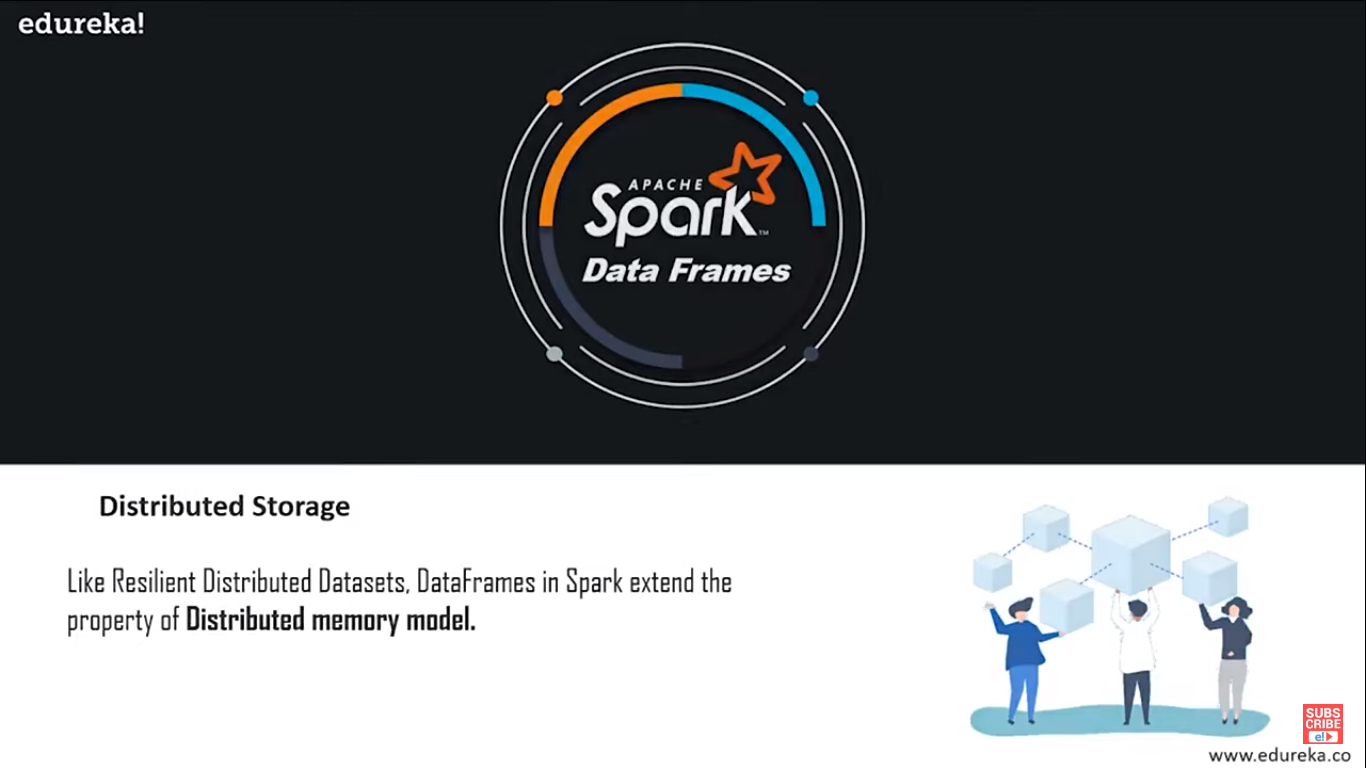 edureka!
APACHE
Spark™
Data Frames
Distributed Storage
Like Resilient Distributed Datasets, DataFrames in Spark extend the
property of Distributed memory model.
SUBS
CRIBE
e!
www.edureka.co